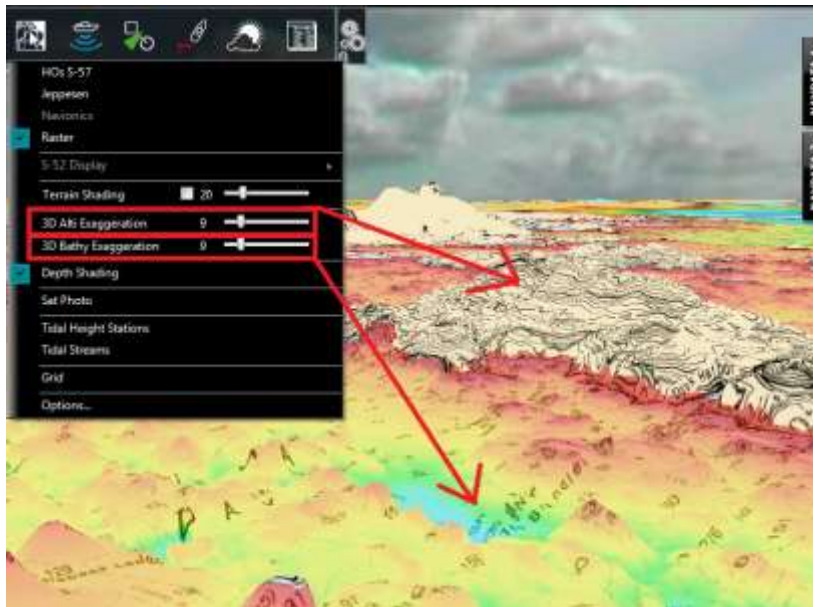 HOs S-57
Jeppesen
Navionics
Raster
S-52 Display
Terrain Shading 20
3D Alti Exaggeration 9
3D Bathy Exaggeration 9
Depth Shading
Sat Photo
Tidal Height Stations
Tidal Streams
Grid
Options...